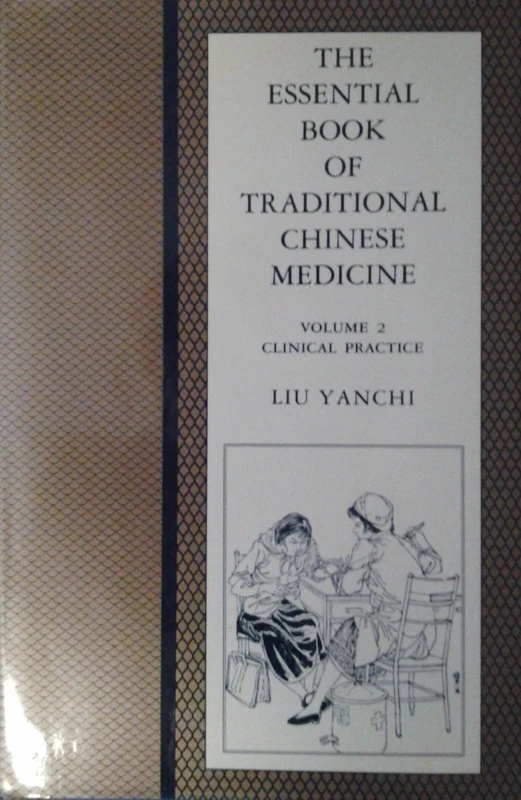 THE
ESSENTIAL
BOOK
OF
TRADITIONAL
CHINESE
MEDICINE
VOLUME 2
CLINICAL PRACTICE
LIU YANCHI